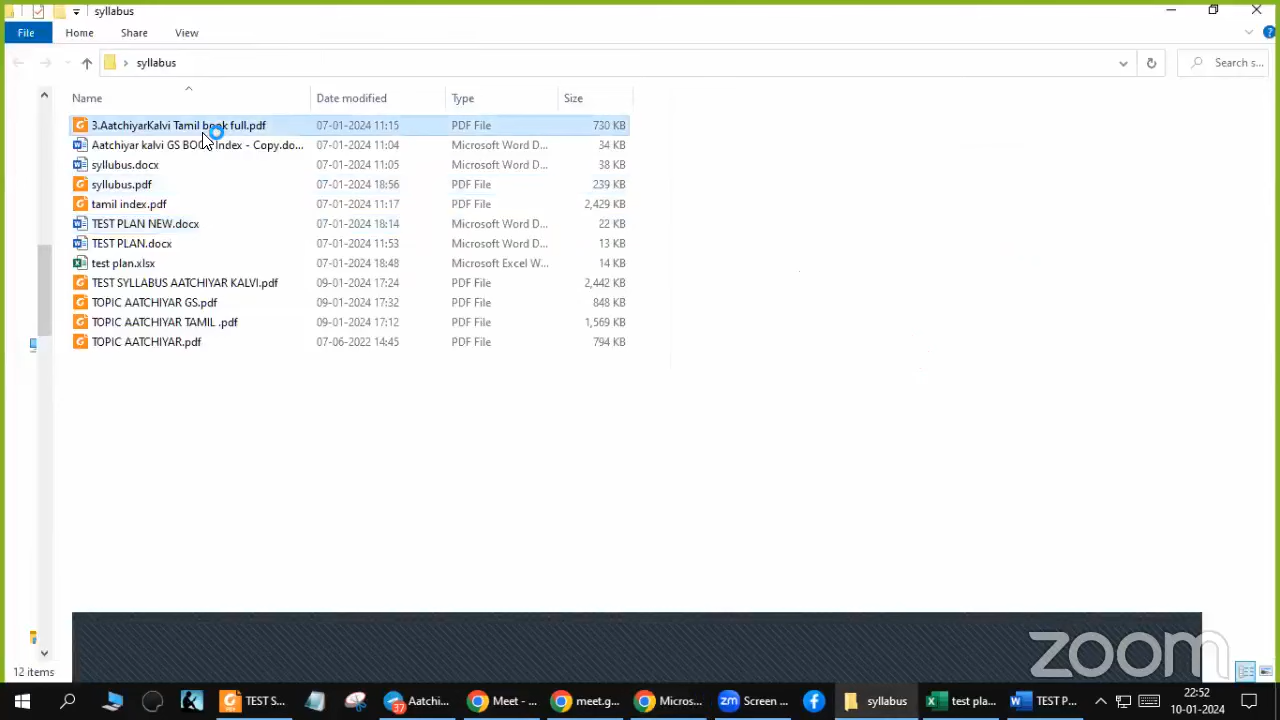 syllabus
File Home Share View
syllabus Search s...
Name Date modified Type Size
3.AatchiyarKalvi Tamil book full.pdf 07-01-2024 11:15 PDF File 730 KB
Aatchiyar kalvi GS BOO Index - Copy.do... 07-01-2024 11:04 Microsoft Word D... 34 KB
syllubus.docx 07-01-2024 11:05 Microsoft Word D... 38 KB
syllubus.pdf 07-01-2024 18:56 PDF File 239 KB
tamil index.pdf 07-01-2024 11:17 PDF File 2,429 KB
TEST PLAN NEW.docx 07-01-2024 18:14 Microsoft Word D... 22 KB
TEST PLAN.docx 07-01-2024 11:53 Microsoft Word D... 13 KB
test plan.xlsx 07-01-2024 18:48 Microsoft Excel W... 14 KB
TEST SYLLABUS AATCHIYAR KALVI.pdf 09-01-2024 17:24 PDF File 2,442 KB
TOPIC AATCHIYAR GS.pdf 09-01-2024 17:32 PDF File 848 KB
TOPIC AATCHIYAR TAMIL .pdf 09-01-2024 17:12 PDF File 1,569 KB
TOPIC AATCHIYAR.pdf 07-06-2022 14:45 PDF File 794 KB
zoom
12 items
TEST S... 37 Aatchi... Meet - ... meet.g... Micros... zm Screen ... syllabus test pla... TEST P... 22:52
10-01-2024